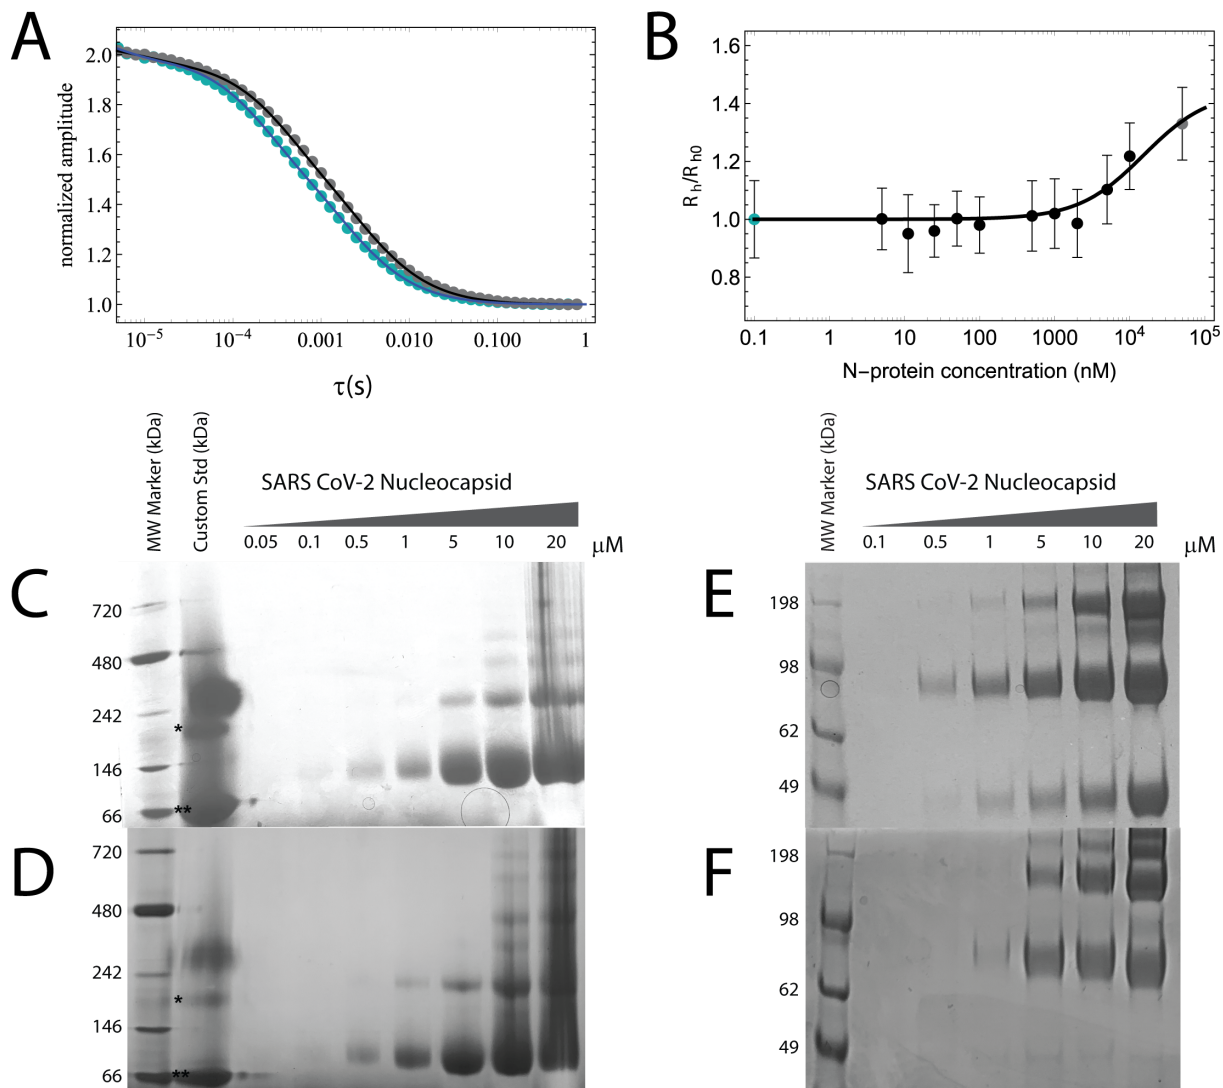 A
normalized amplitude
2.0
1.8
1.6
1.4
1.2
1.0
10⁻⁵
10⁻⁴
0.001
0.010
0.100
1
τ(s)
B
Rₕ/Rₕ₀
1.6
1.4
1.2
1.0
0.8
0.1
1
10
100
1000
10⁴
10⁵
N−protein concentration (nM)
MW Marker (kDa)
Custom Std (kDa)
SARS CoV-2 Nucleocapsid
0.05 0.1 0.5 1 5 10 20 μM
C
720
480
242
*
146
66 **
D
720
480
242
*
146
66 **
MW Marker (kDa)
SARS CoV-2 Nucleocapsid
0.1 0.5 1 5 10 20 μM
E
198
98
62
49
F
198
98
62
49